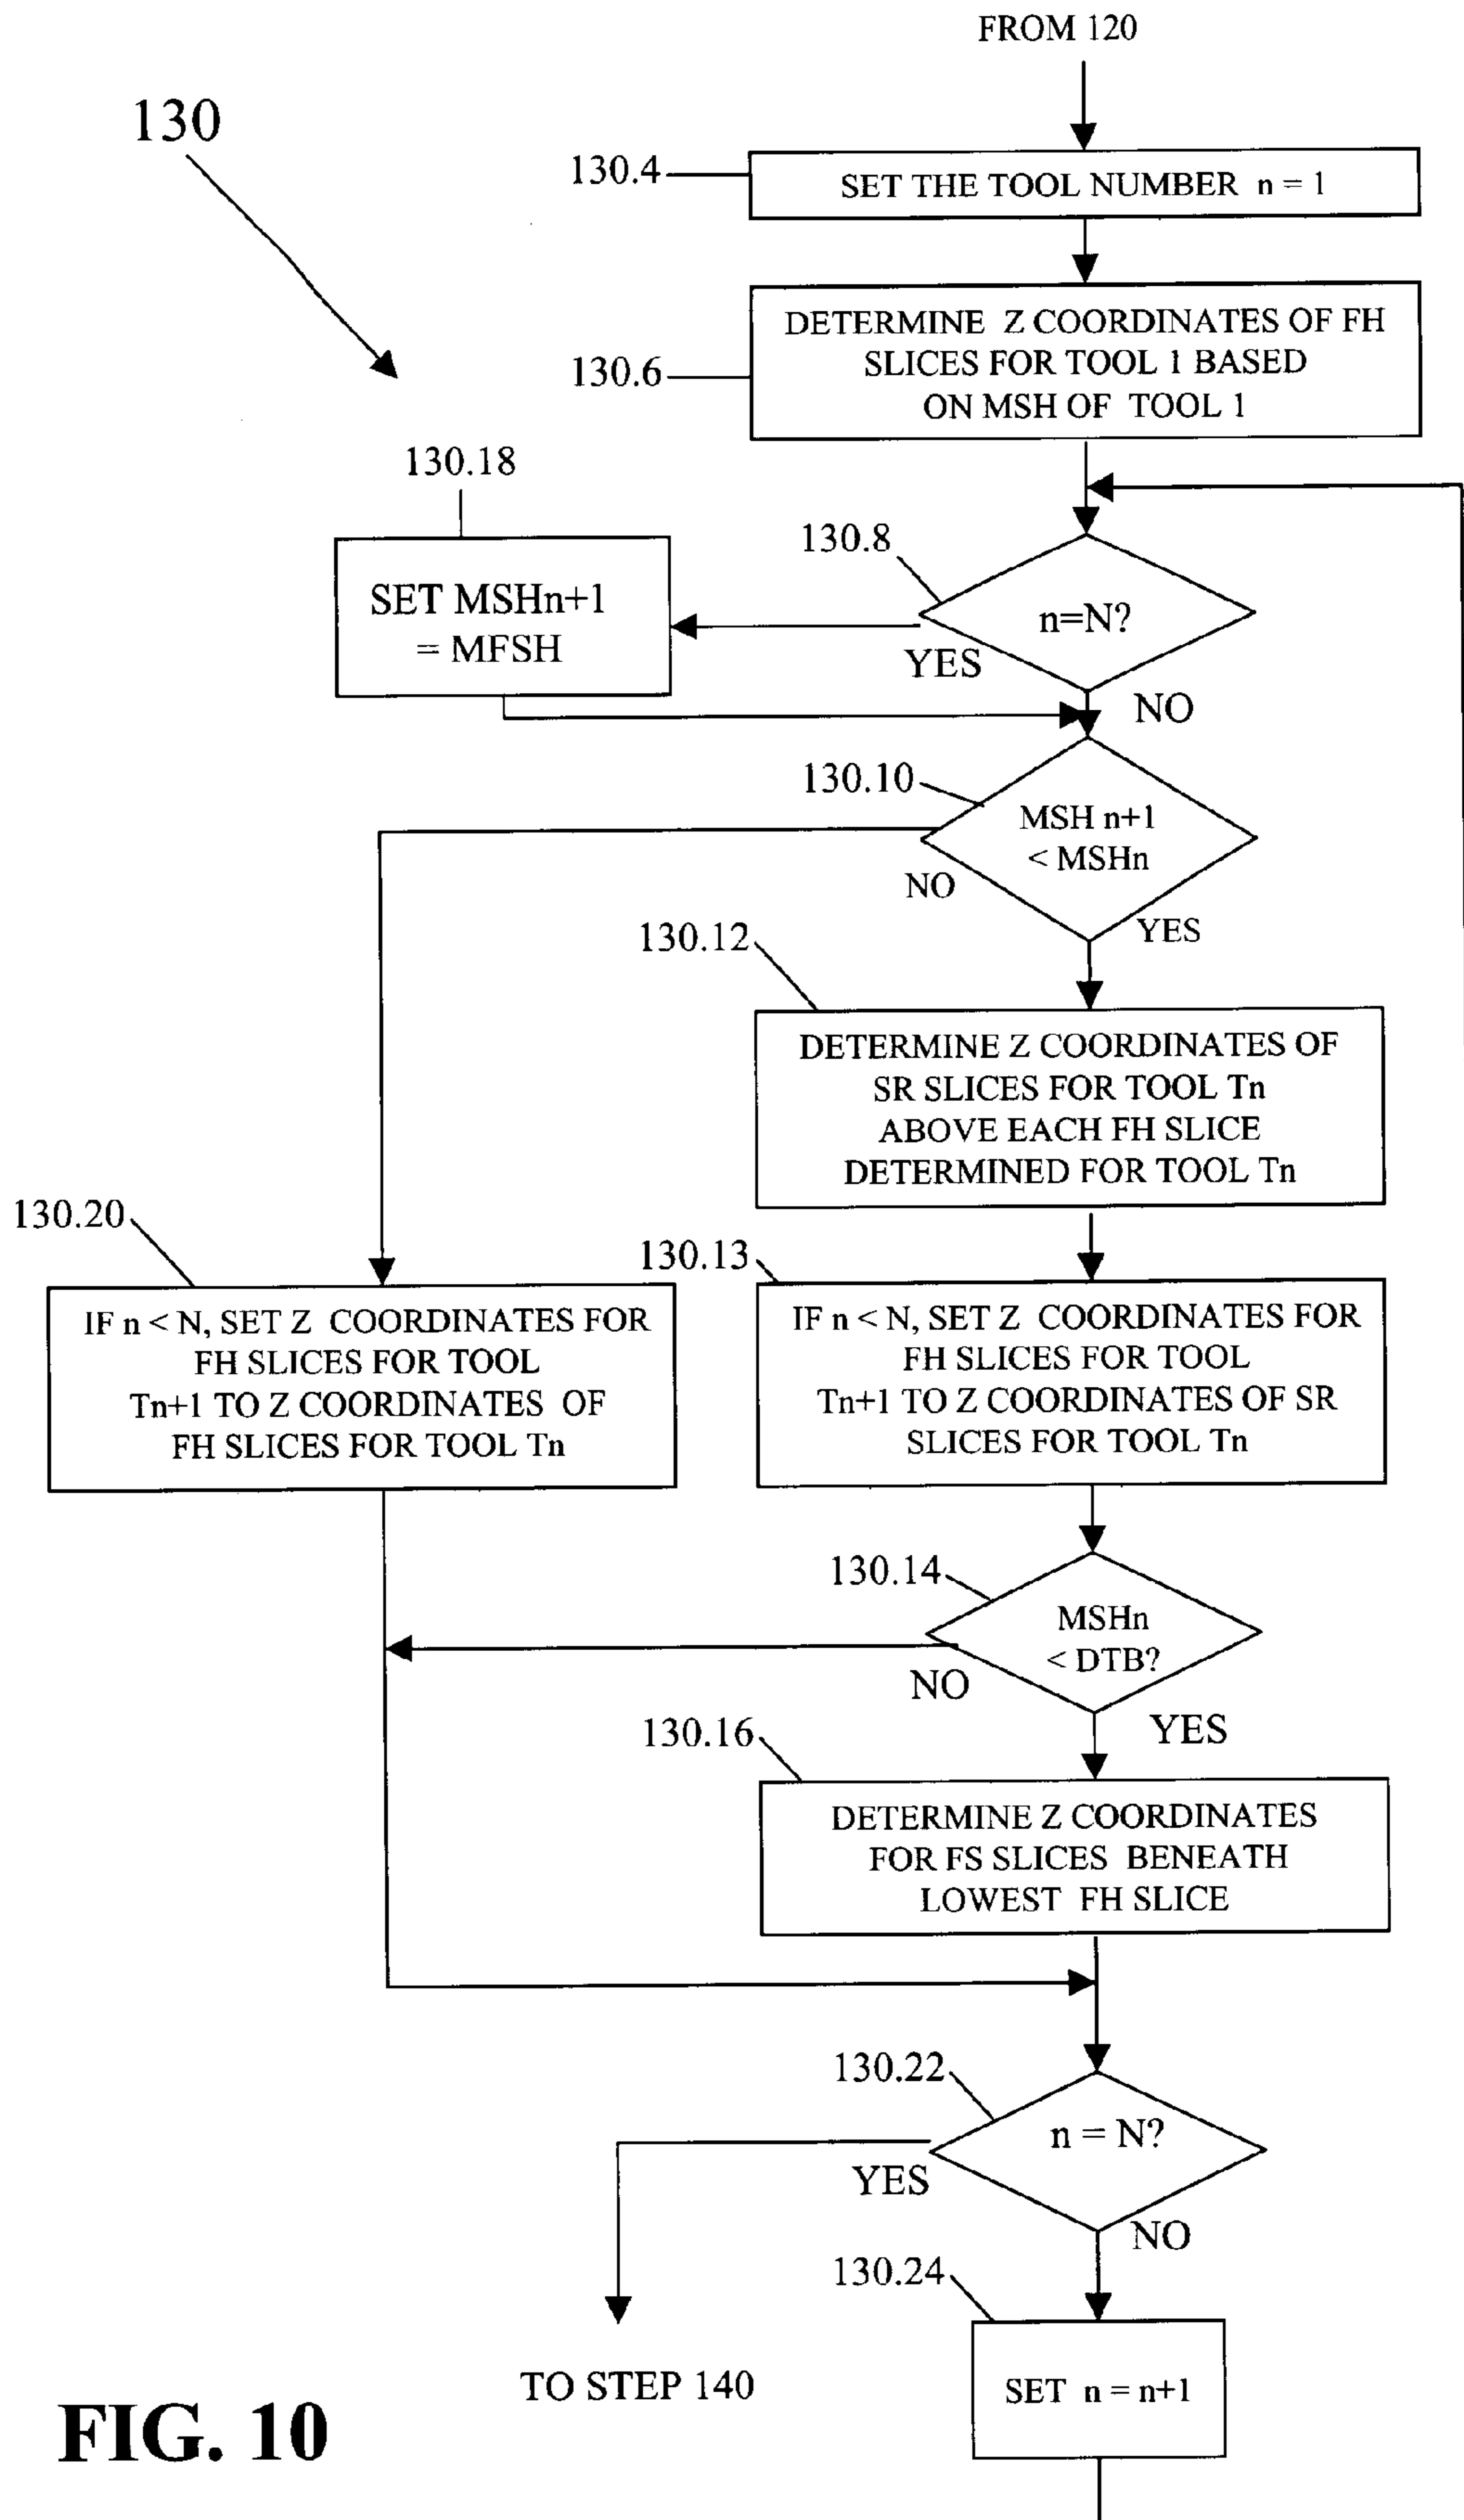 FROM 120
130
130.4
SET THE TOOL NUMBER n = 1
130.6
DETERMINE Z COORDINATES OF FH
SLICES FOR TOOL 1 BASED
ON MSH OF TOOL 1
130.18
SET MSHn+1
= MFSH
130.8
n=N?
YES
NO
130.10
MSH n+1
< MSHn
NO
YES
130.12
DETERMINE Z COORDINATES OF
SR SLICES FOR TOOL Tn
ABOVE EACH FH SLICE
DETERMINED FOR TOOL Tn
130.20
IF n < N, SET Z COORDINATES FOR
FH SLICES FOR TOOL
Tn+1 TO Z COORDINATES OF
FH SLICES FOR TOOL Tn
130.13
IF n < N, SET Z COORDINATES FOR
FH SLICES FOR TOOL
Tn+1 TO Z COORDINATES OF SR
SLICES FOR TOOL Tn
130.14
MSHn
< DTB?
NO
YES
130.16
DETERMINE Z COORDINATES
FOR FS SLICES BENEATH
LOWEST FH SLICE
130.22
n = N?
YES
NO
130.24
SET n = n+1
TO STEP 140
FIG. 10